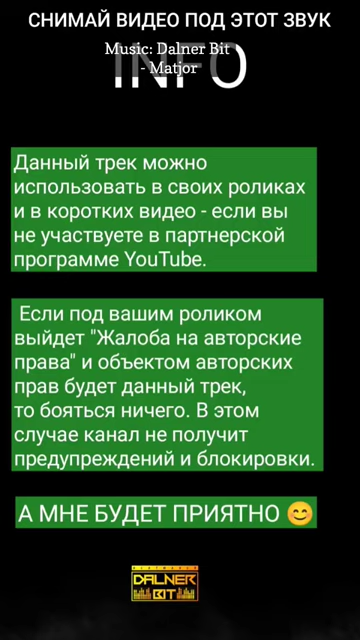 СНИМАЙ ВИДЕО ПОД ЭТОТ ЗВУК
Music: Dalner Bit
- Matjor
INFO
Данный трек можно
использовать в своих роликах
и в коротких видео - если вы
не участвуете в партнерской
программе YouTube.
Если под вашим роликом
выйдет "Жалоба на авторские
права" и объектом авторских
прав будет данный трек,
то бояться ничего. В этом
случае канал не получит
предупреждений и блокировки.
А МНЕ БУДЕТ ПРИЯТНО 😊
DALNER
BIT